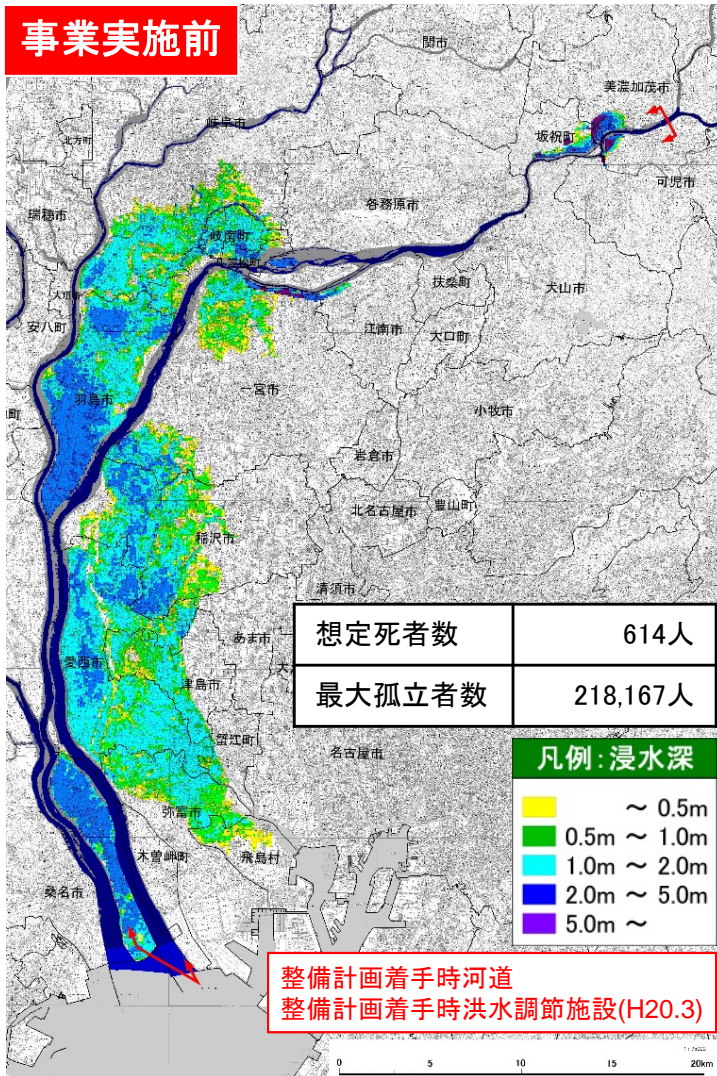 事業実施前
関市
美濃加茂市
岐阜市
坂祝町
北方町
可児市
瑞穂市
各務原市
岐南町
扶桑町
犬山市
安八町
江南市
大口町
羽島市
一宮市
町
小牧市
岩倉市
北名古屋市
豊山町
稲沢市
清須市
想定死者数 614人
あま市
愛西市
津島市
最大孤立者数 218,167人
蟹江町
名古屋市
凡例:浸水深
～ 0.5m
弥富市
0.5m ～ 1.0m
木曽岬町
飛島村
1.0m ～ 2.0m
桑名市
2.0m ～ 5.0m
5.0m ～
整備計画着手時河道
整備計画着手時洪水調節施設(H20.3)
0 5 10 15 20km